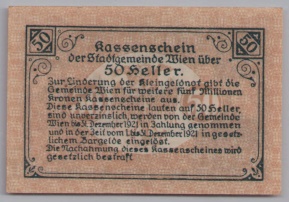 50 50
Kassenschein
der Stadtgemeinde Wien über
50 Heller.
Zur Linderung der Kleingeldnot gibt die
Gemeinde Wien für weitere fünf Millionen
Kronen Kassenscheine aus.
Diese Kassenscheine lauten auf 50 Heller,
sind unverzinslich, werden von der Gemeinde
Wien bis 31. Dezember 1921 in Zahlung genommen
und in der Zeit vom 1. bis 31. Dezember 1921 in gesetz-
lichem Bargelde eingelöst.
Die Nachahmung dieses Kassenscheines wird
gesetzlich bestraft.